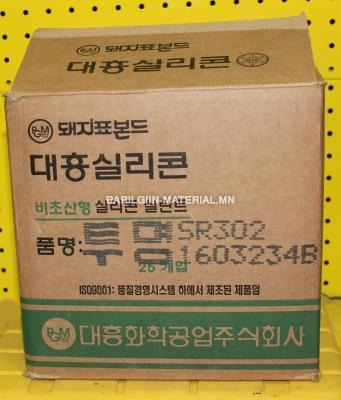 돼지표본드
대흥실리콘
PGM 돼지표본드
대흥실리콘
BARILGIIN-MATERIAL.MN
비초산형 실리콘 실란트
품명: 투명 SR302
1603234B
25 개입
ISO9001: 품질경영시스템 하에서 제조된 제품임
PGM 대흥화학공업주식회사